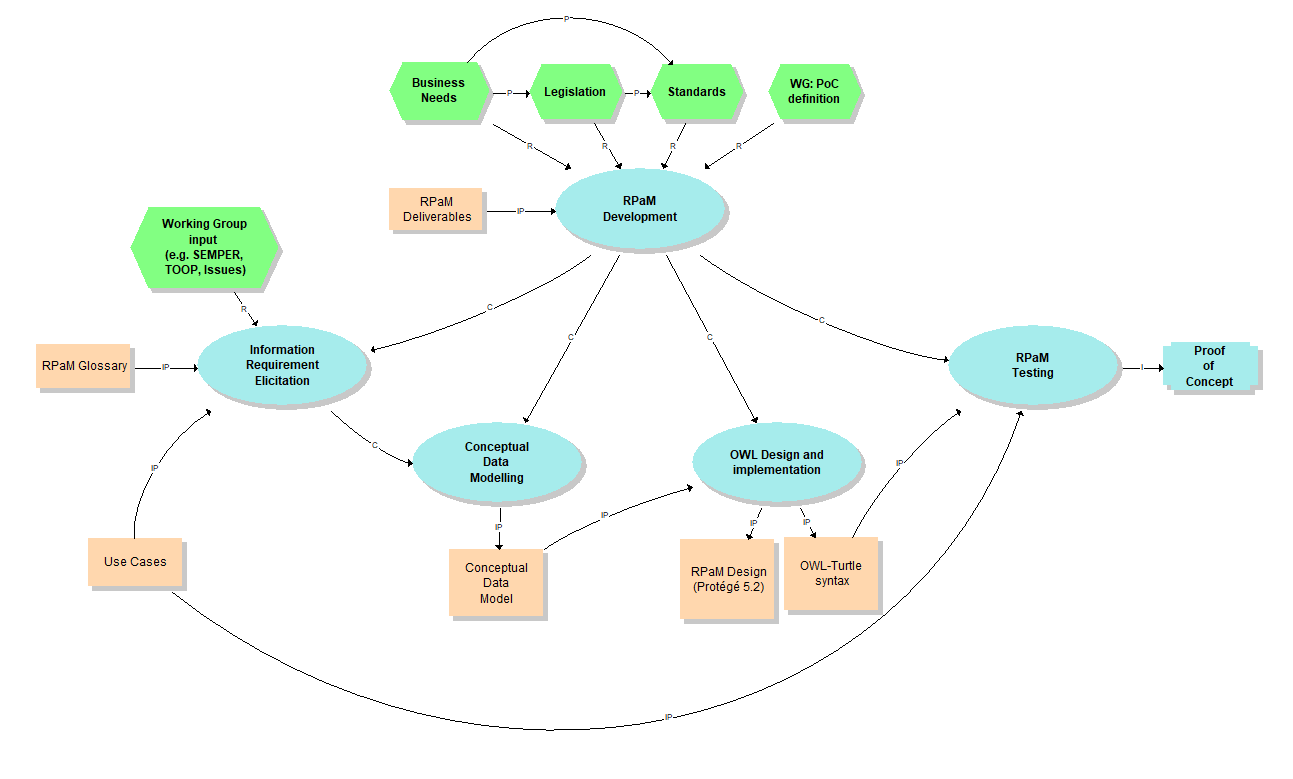 P
Business
Needs
P
Legislation
P
Standards
WG: PoC
definition
R
R
R
R
RPaM
Deliverables
IP
RPaM
Development
Working Group
input
(e.g. SEMPER,
TOOP, Issues)
R
C
C
C
C
RPaM Glossary
IP
Information
Requirement
Elicitation
RPaM
Testing
I
Proof
of
Concept
C
IP
Conceptual
Data
Modelling
OWL Design and
implementation
IP
IP
IP
IP
IP
Use Cases
Conceptual
Data
Model
RPaM Design
(Protégé 5.2)
OWL-Turtle
syntax
IP